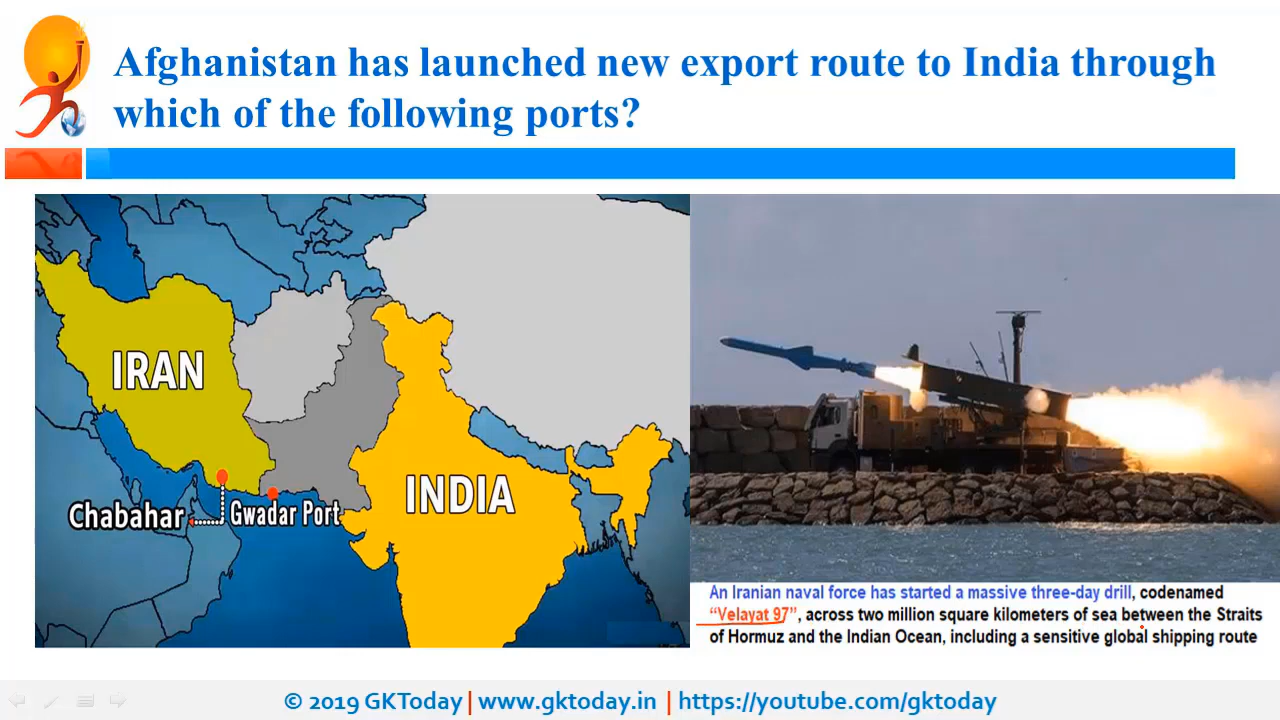 Afghanistan has launched new export route to India through
which of the following ports?
IRAN
INDIA
Chabahar
Gwadar Port
An Iranian naval force has started a massive three-day drill, codenamed
“Velayat 97”, across two million square kilometers of sea between the Straits
of Hormuz and the Indian Ocean, including a sensitive global shipping route
© 2019 GKToday | www.gktoday.in | https://youtube.com/gktoday